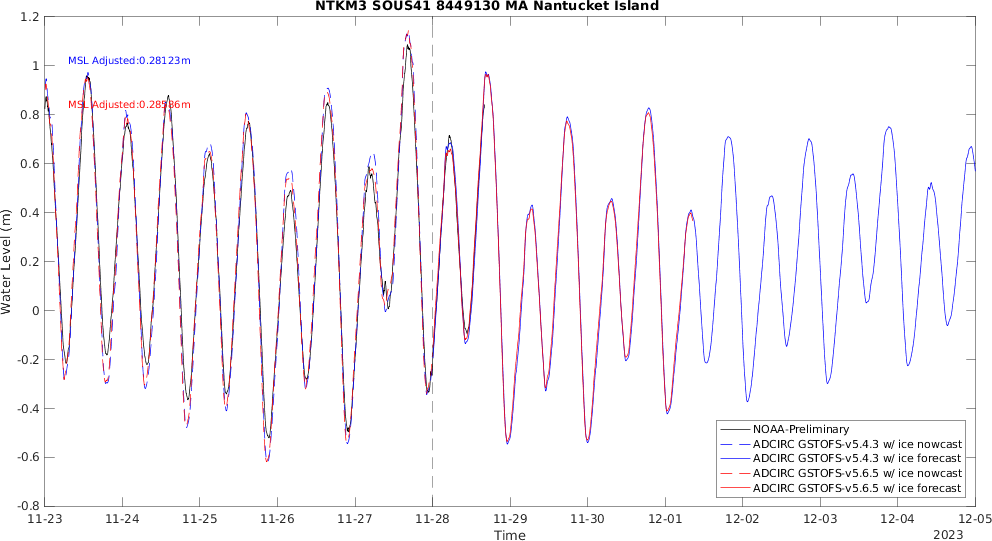 NTKM3 SOUS41 8449130 MA Nantucket Island
1.2
1
0.8
0.6
0.4
0.2
0
-0.2
-0.4
-0.6
-0.8
Water Level (m)
MSL Adjusted:0.28123m
MSL Adjusted:0.28586m
NOAA-Preliminary
ADCIRC GSTOFS-v5.4.3 w/ ice nowcast
ADCIRC GSTOFS-v5.4.3 w/ ice forecast
ADCIRC GSTOFS-v5.6.5 w/ ice nowcast
ADCIRC GSTOFS-v5.6.5 w/ ice forecast
11-23 11-24 11-25 11-26 11-27 11-28 11-29 11-30 12-01 12-02 12-03 12-04 12-05
Time
2023